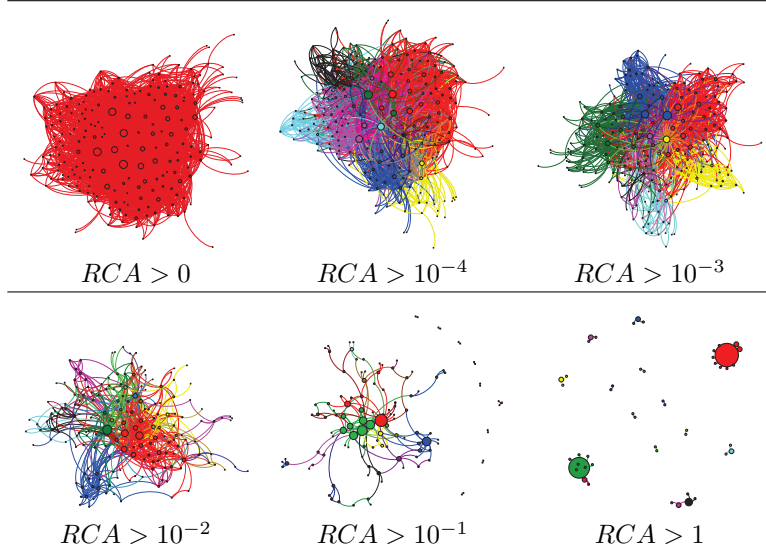 RCA > 0
RCA > 10⁻⁴
RCA > 10⁻³
RCA > 10⁻²
RCA > 10⁻¹
RCA > 1